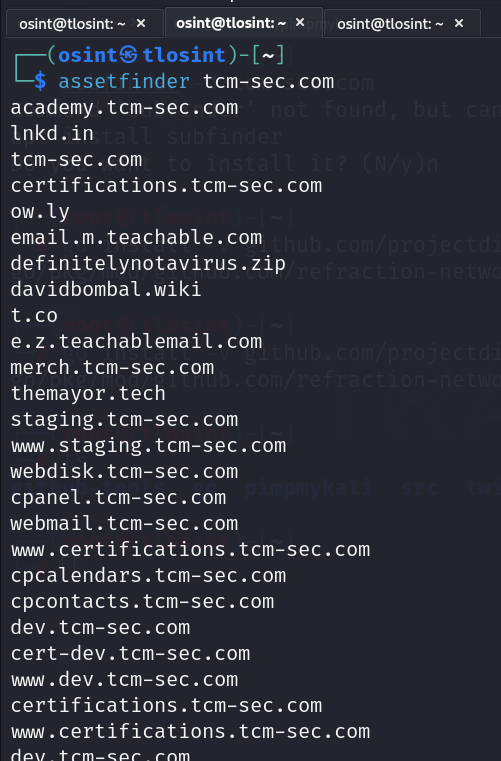 osint@tlosint: ~ × osint@tlosint: ~ × osint@tlosint: ~ ×
┌──(osint㉿tlosint)-[~]
└─$ assetfinder tcm-sec.com
academy.tcm-sec.com
lnkd.in
tcm-sec.com
certifications.tcm-sec.com
ow.ly
email.m.teachable.com
definitelynotavirus.zip
davidbombal.wiki
t.co
e.z.teachablemail.com
merch.tcm-sec.com
themayor.tech
staging.tcm-sec.com
www.staging.tcm-sec.com
webdisk.tcm-sec.com
cpanel.tcm-sec.com
webmail.tcm-sec.com
www.certifications.tcm-sec.com
cpcalendars.tcm-sec.com
cpcontacts.tcm-sec.com
dev.tcm-sec.com
cert-dev.tcm-sec.com
www.dev.tcm-sec.com
certifications.tcm-sec.com
www.certifications.tcm-sec.com
dev.tcm-sec.com